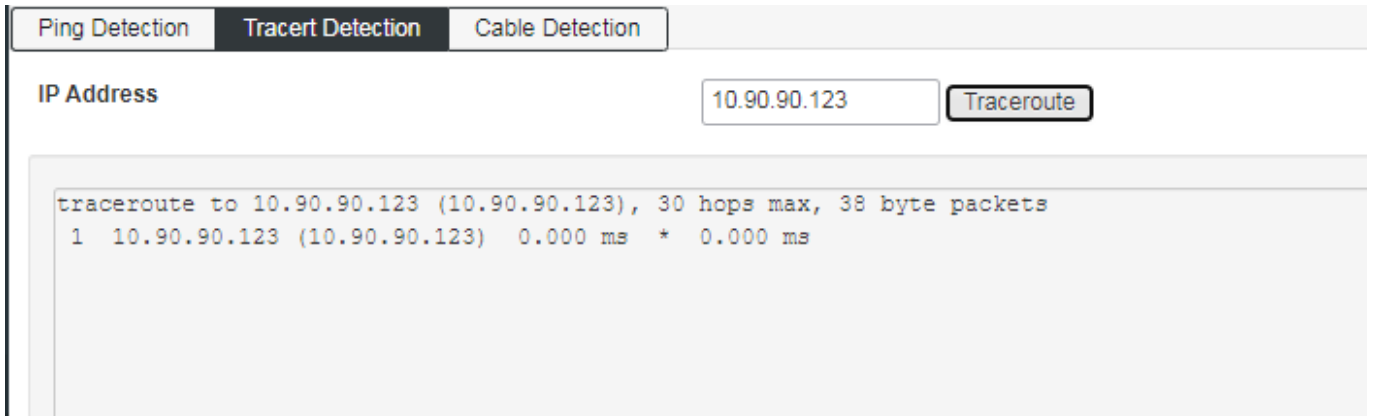 Ping Detection Tracert Detection Cable Detection
IP Address 10.90.90.123 Traceroute
traceroute to 10.90.90.123 (10.90.90.123), 30 hops max, 38 byte packets
1 10.90.90.123 (10.90.90.123) 0.000 ms * 0.000 ms